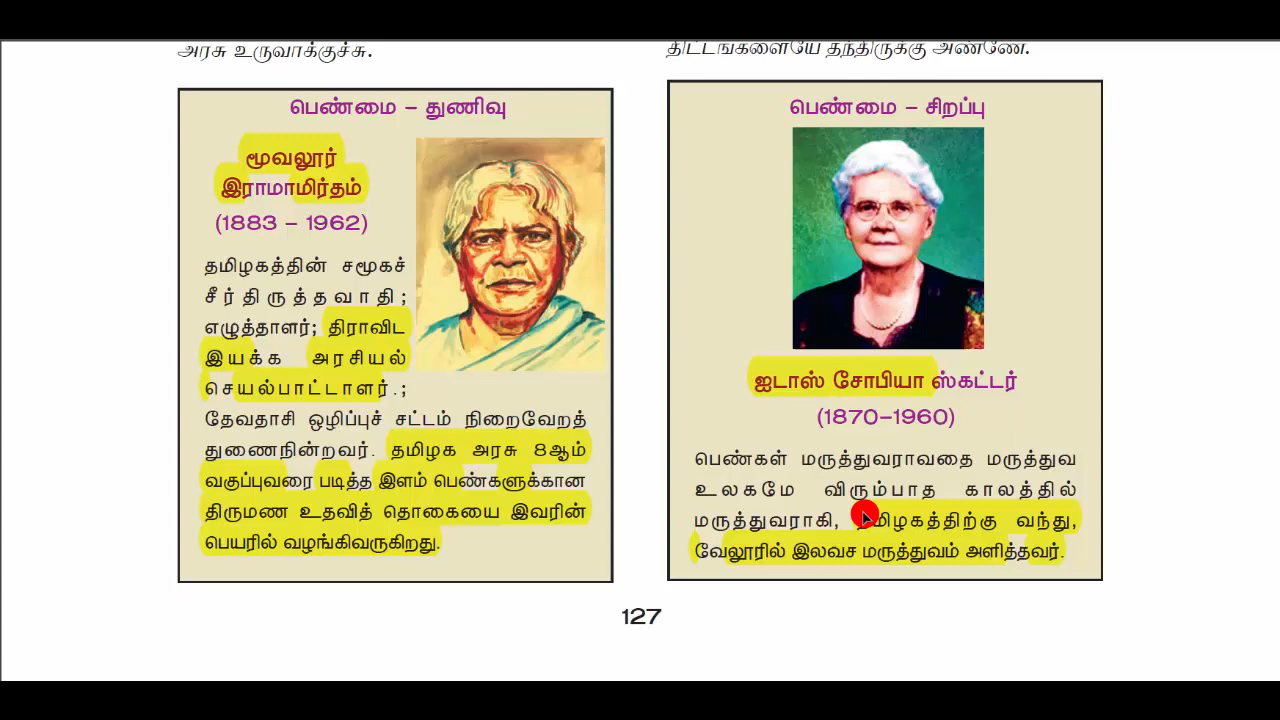 அரசு உருவாக்குச்சு.
பெண்மை – துணிவு
மூவலூர்
இராமாமிர்தம்
(1883 – 1962)
தமிழகத்தின் சமூகச்
சீர்திருத்தவாதி;
எழுத்தாளர்; திராவிட
இயக்க அரசியல்
செயல்பாட்டாளர்.;
தேவதாசி ஒழிப்புச் சட்டம் நிறைவேறத்
துணைநின்றவர். தமிழக அரசு 8ஆம்
வகுப்புவரை படித்த இளம் பெண்களுக்கான
திருமண உதவித் தொகையை இவரின்
பெயரில் வழங்கிவருகிறது.
திட்டங்களையே தந்திருக்கு அண்ணே.
பெண்மை – சிறப்பு
ஐடாஸ் சோபியா ஸ்கட்டர்
(1870–1960)
பெண்கள் மருத்துவராவதை மருத்துவ
உலகமே விரும்பாத காலத்தில்
மருத்துவராகி, தமிழகத்திற்கு வந்து,
வேலூரில் இலவச மருத்துவம் அளித்தவர்.
127